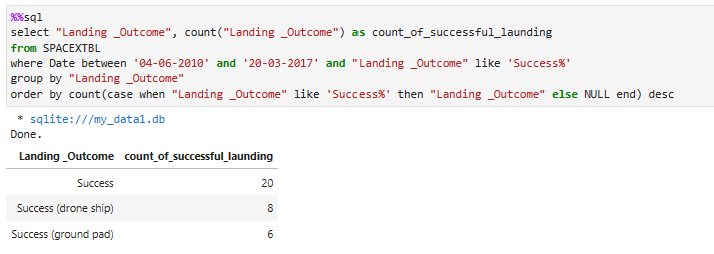 %%sql
select "Landing _Outcome", count("Landing _Outcome") as count_of_successful_launding
from SPACEXTBL
where Date between '04-06-2010' and '20-03-2017' and "Landing _Outcome" like 'Success%'
group by "Landing _Outcome"
order by count(case when "Landing _Outcome" like 'Success%' then "Landing _Outcome" else NULL end) desc
* sqlite:///my_data1.db
Done.
Landing _Outcome count_of_successful_launding
Success 20
Success (drone ship) 8
Success (ground pad) 6